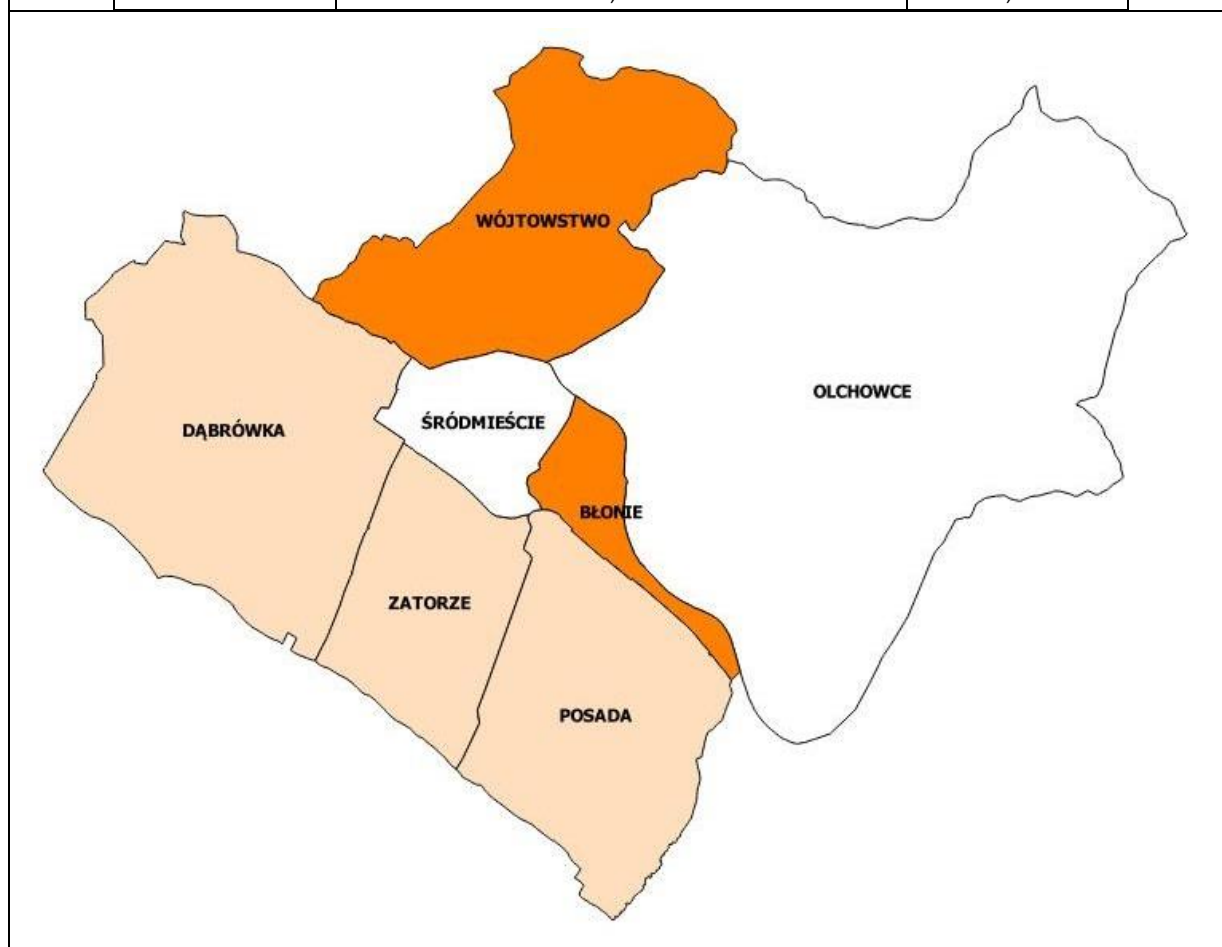 WÓJTOWSTWO
OLCHOWCE
ŚRÓDMIEŚCIE
DĄBRÓWKA
BŁONIE
ZATORZE
POSADA